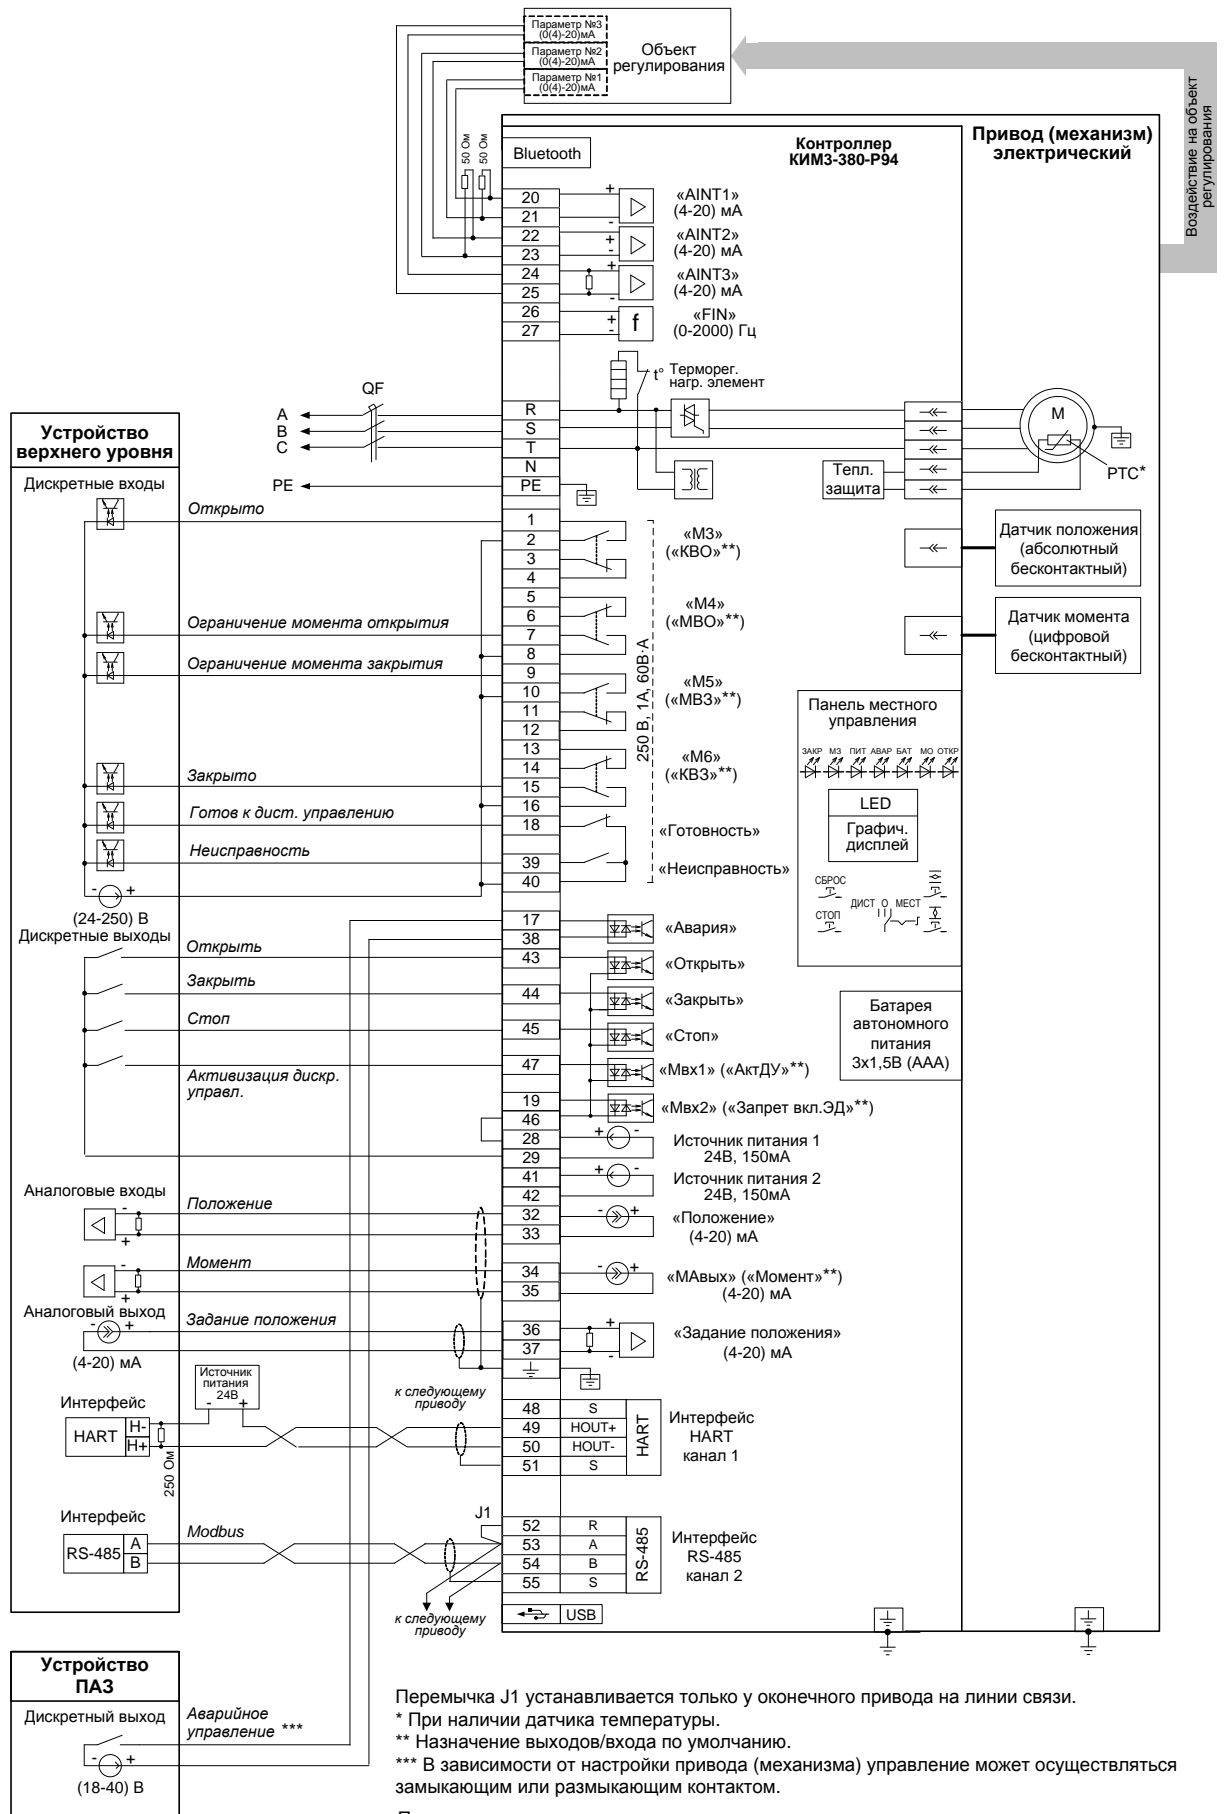 Параметр №3
(0(4)-20)мА
Параметр №2
(0(4)-20)мА
Параметр №1
(0(4)-20)мА
Объект
регулирования
Воздействие на объект
регулирования
50 Ом
50 Ом
Bluetooth
Контроллер
КИМ3-380-Р94
Привод (механизм)
электрический
20
21
22
23
24
25
26
27
+
-
«AINT1»
(4-20) мА
+
-
«AINT2»
(4-20) мА
+
-
«AINT3»
(4-20) мА
+
-
f
«FIN»
(0-2000) Гц
t° Терморег.
нагр. элемент
QF
A
B
C
PE
R
S
T
N
PE
Тепл.
защита
М
PTC*
Устройство
верхнего уровня
Дискретные входы
Открыто
Ограничение момента открытия
Ограничение момента закрытия
Закрыто
Готов к дист. управлению
Неисправность
- +
(24-250) В
1
2
3
4
5
6
7
8
9
10
11
12
13
14
15
16
18
39
40
«М3»
(«КВО»**)
«М4»
(«МВО»**)
«М5»
(«МВЗ»**)
«М6»
(«КВЗ»**)
«Готовность»
«Неисправность»
250 В, 1А, 60В·А
Датчик положения
(абсолютный
бесконтактный)
Датчик момента
(цифровой
бесконтактный)
Панель местного
управления
ЗАКР МЗ ПИТ АВАР БАТ МО ОТКР
LED
Графич.
дисплей
СБРОС
СТОП
ДИСТ О МЕСТ
Батарея
автономного
питания
3x1,5В (ААА)
Дискретные выходы
Открыть
Закрыть
Стоп
Активизация дискр.
управл.
17
38
43
44
45
47
19
46
28
29
41
42
32
33
34
35
36
37
«Авария»
«Открыть»
«Закрыть»
«Стоп»
«Мвх1» («АктДУ»**)
«Мвх2» («Запрет вкл.ЭД»**)
+ -
Источник питания 1
24В, 150мА
+ -
Источник питания 2
24В, 150мА
- +
«Положение»
(4-20) мА
- +
«МАвых» («Момент»**)
(4-20) мА
+
-
«Задание положения»
(4-20) мА
Аналоговые входы
-
+
Положение
-
+
Момент
Аналоговый выход
- +
Задание положения
(4-20) мА
Источник
питания
24В
- +
к следующему
приводу
Интерфейс
HART
H-
H+
250 Ом
48 S
49 HOUT+
50 HOUT-
51 S
HART
Интерфейс
HART
канал 1
Интерфейс
RS-485
A
B
Modbus
J1
52 R
53 A
54 B
55 S
RS-485
Интерфейс
RS-485
канал 2
USB
к следующему
приводу
Устройство
ПАЗ
Дискретный выход
Аварийное
управление ***
- +
(18-40) В
Перемычка J1 устанавливается только у оконечного привода на линии связи.
* При наличии датчика температуры.
** Назначение выходов/входа по умолчанию.
*** В зависимости от настройки привода (механизма) управление может осуществляться
замыкающим или размыкающим контактом.